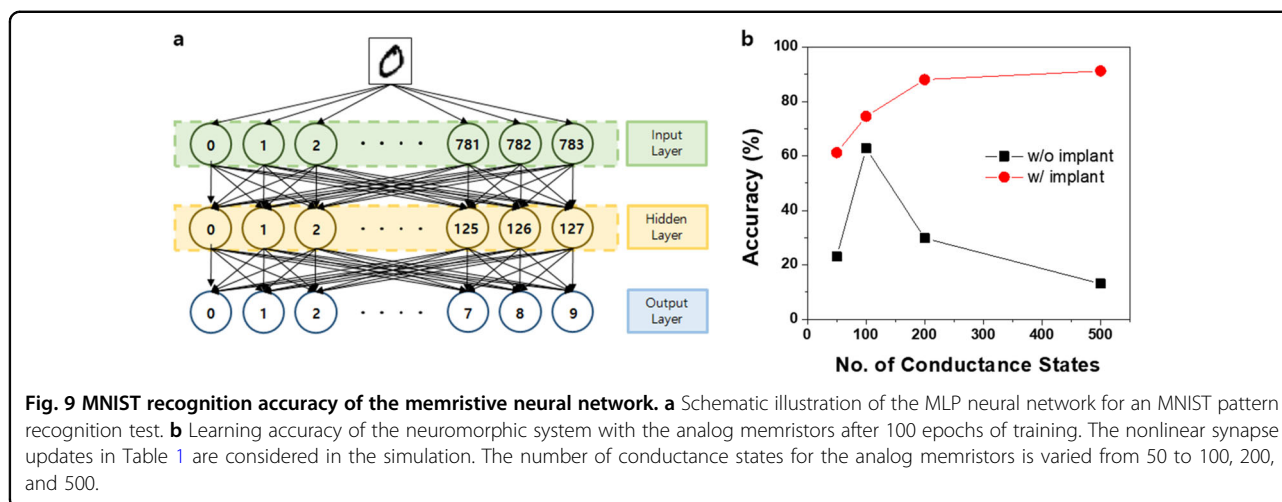 a
0 1 2 · · · · 781 782 783
Input
Layer
0 1 2 · · · · 125 126 127
Hidden
Layer
0 1 2 · · · · 7 8 9
Output
Layer
b
100
80
60
40
20
0
Accuracy (%)
w/o implant
w/ implant
0 100 200 300 400 500
No. of Conductance States
Fig. 9 MNIST recognition accuracy of the memristive neural network. a Schematic illustration of the MLP neural network for an MNIST pattern
recognition test. b Learning accuracy of the neuromorphic system with the analog memristors after 100 epochs of training. The nonlinear synapse
updates in Table 1 are considered in the simulation. The number of conductance states for the analog memristors is varied from 50 to 100, 200,
and 500.